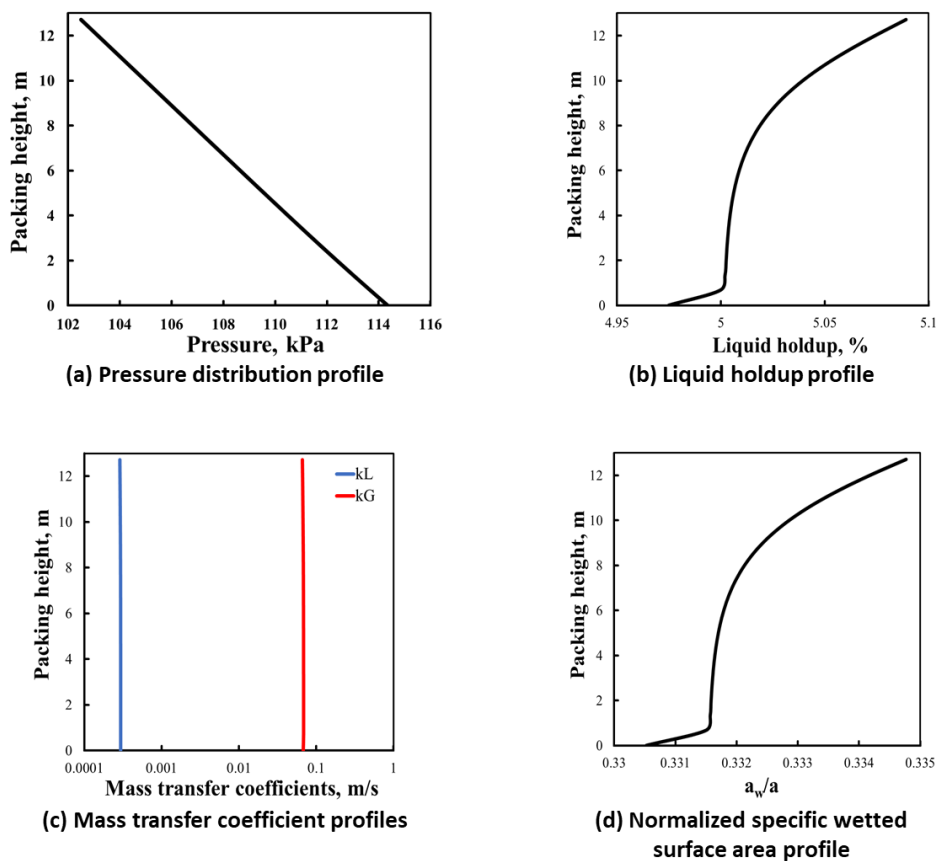 12
10
8
6
4
2
0
Packing height, m
102 104 106 108 110 112 114 116
Pressure, kPa
(a) Pressure distribution profile
12
10
8
6
4
2
0
Packing height, m
4.95 5 5.05 5.1
Liquid holdup, %
(b) Liquid holdup profile
12
10
8
6
4
2
0
Packing height, m
kL
kG
0.0001 0.001 0.01 0.1 1
Mass transfer coefficients, m/s
(c) Mass transfer coefficient profiles
12
10
8
6
4
2
0
Packing height, m
0.33 0.331 0.332 0.333 0.334 0.335
a_w/a
(d) Normalized specific wetted
surface area profile